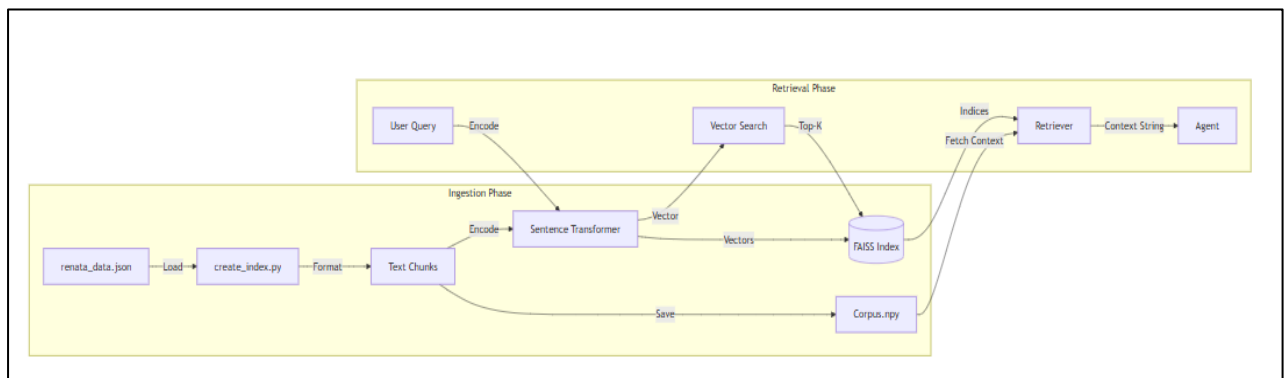 Retrieval Phase
User Query
Encode
Vector Search
Top-K
Indices
Fetch Context
Retriever
Context String
Agent
Ingestion Phase
renata_data.json
Load
create_index.py
Format
Text Chunks
Encode
Sentence Transformer
Vector
Vectors
FAISS Index
Save
Corpus.npy